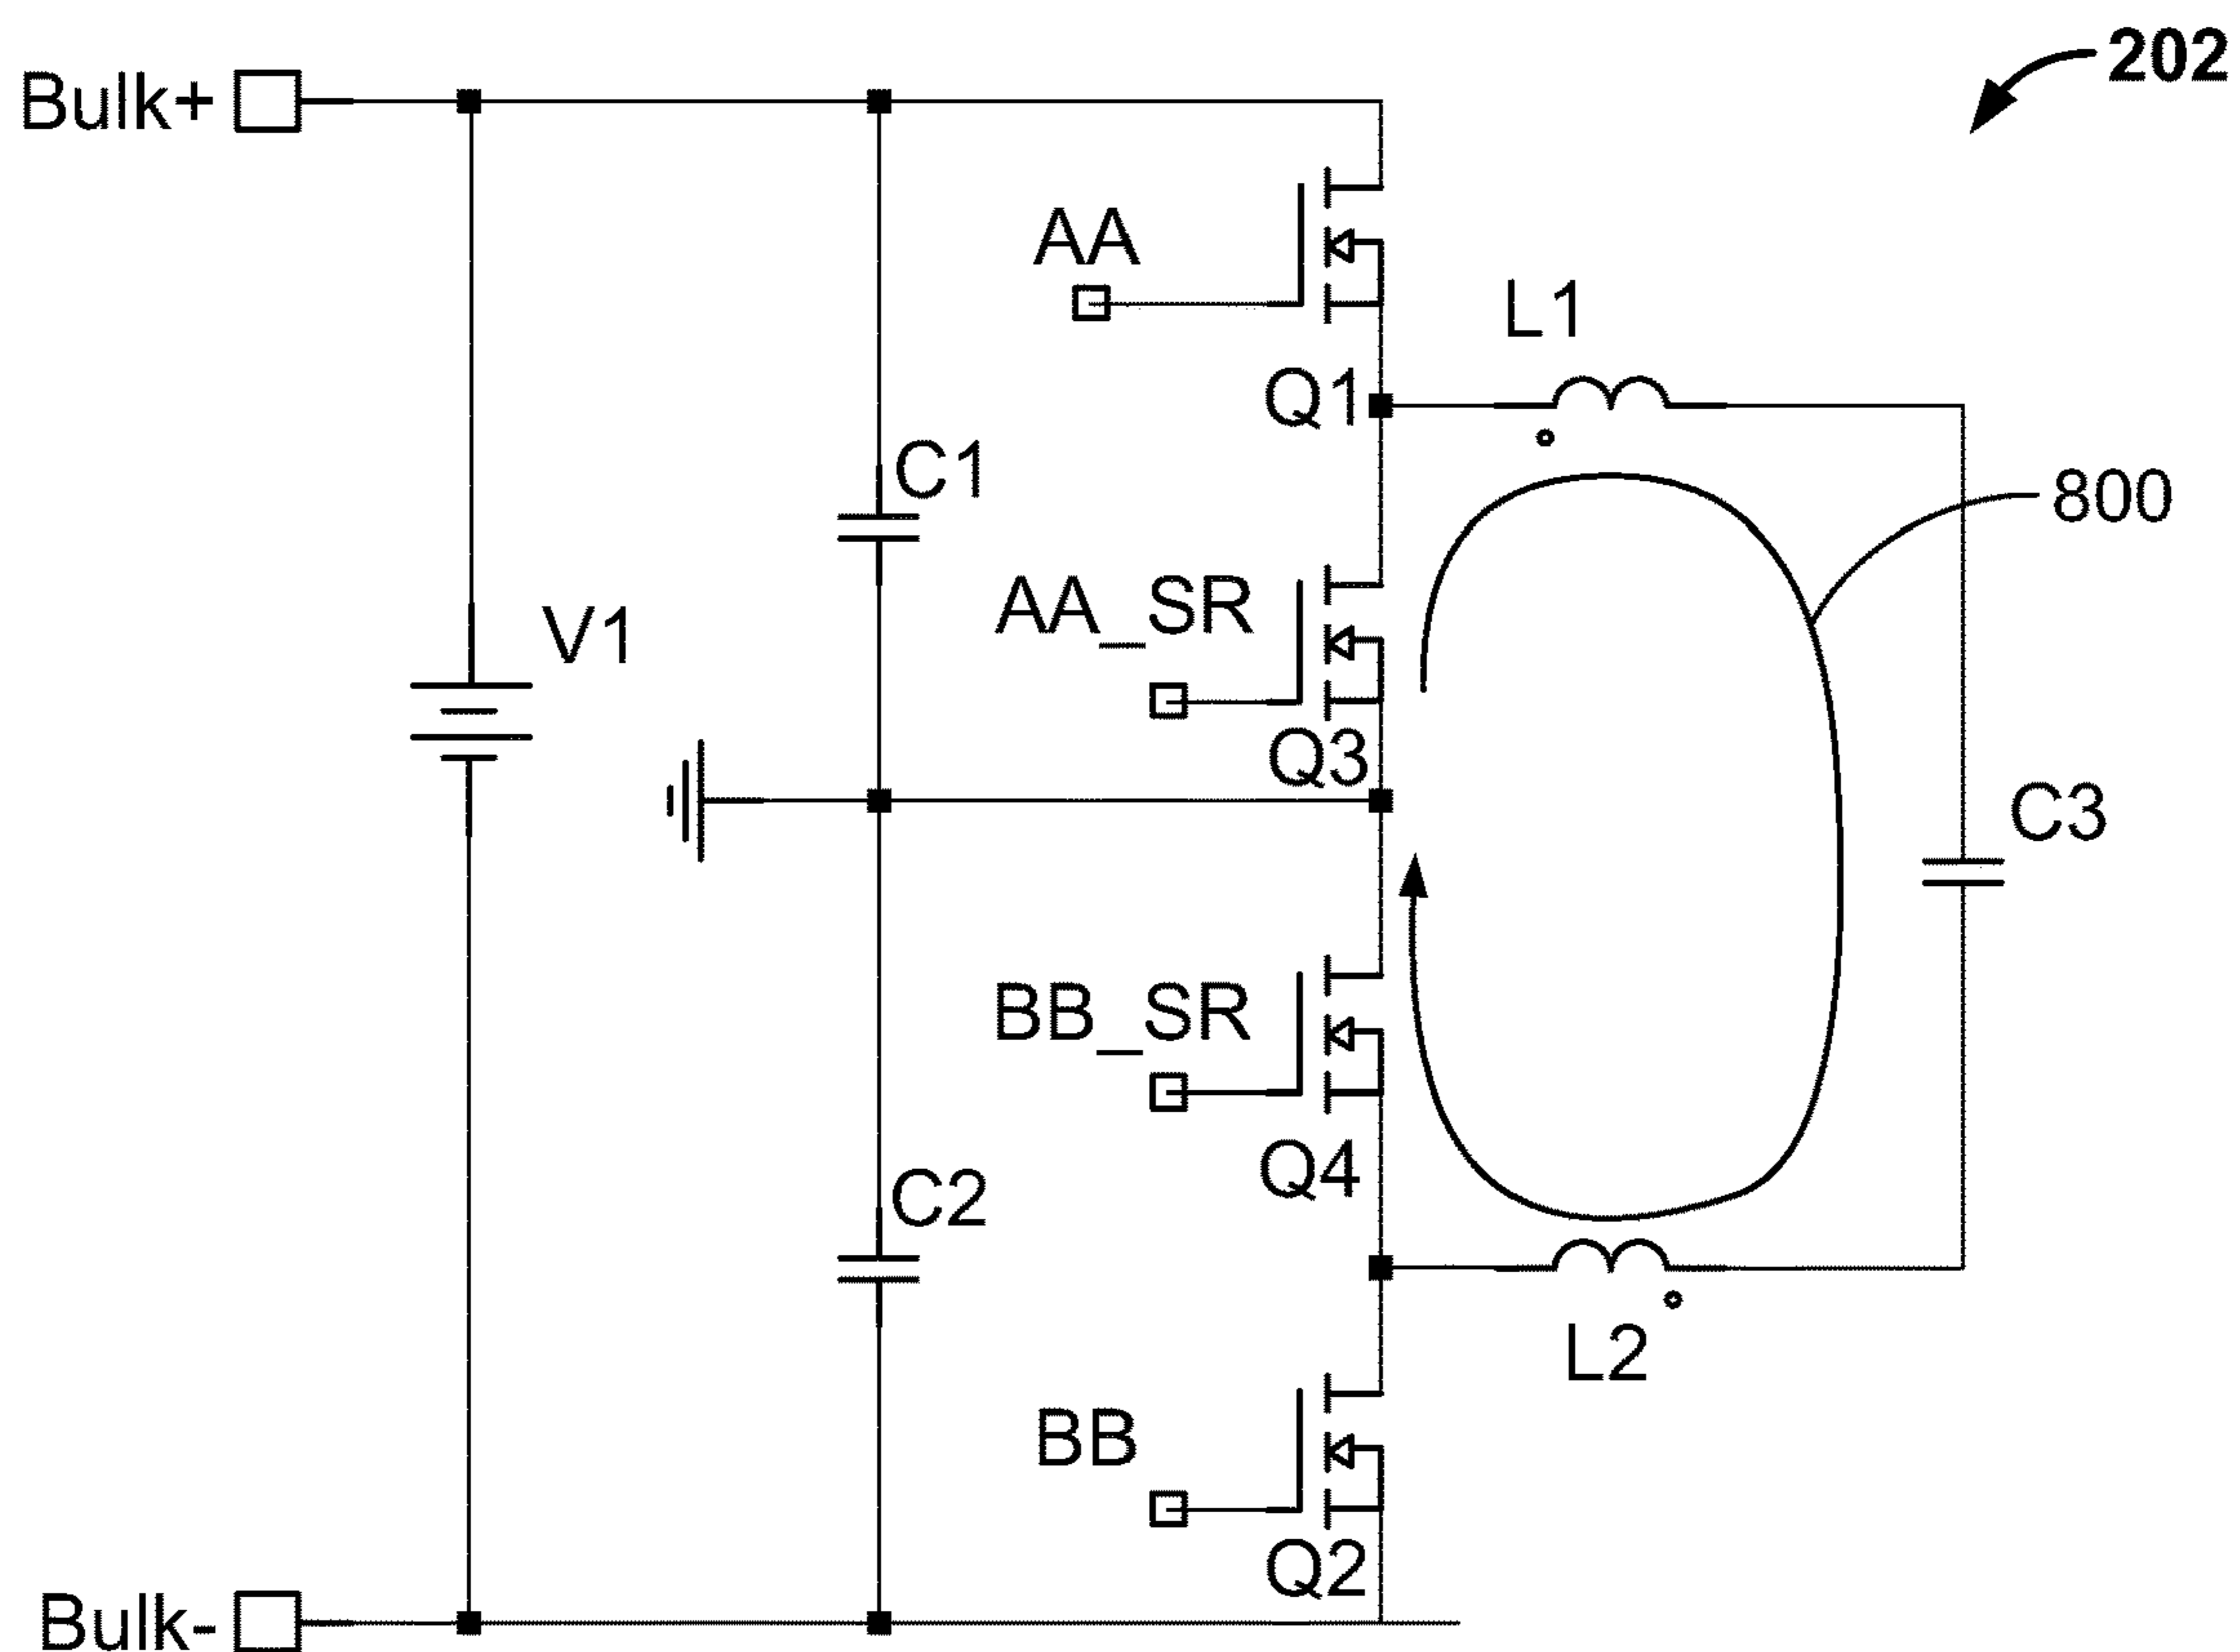 202
Bulk+
AA
L1
Q1
C1
800
AA_SR
V1
Q3
C3
BB_SR
Q4
C2
L2
BB
Q2
Bulk-